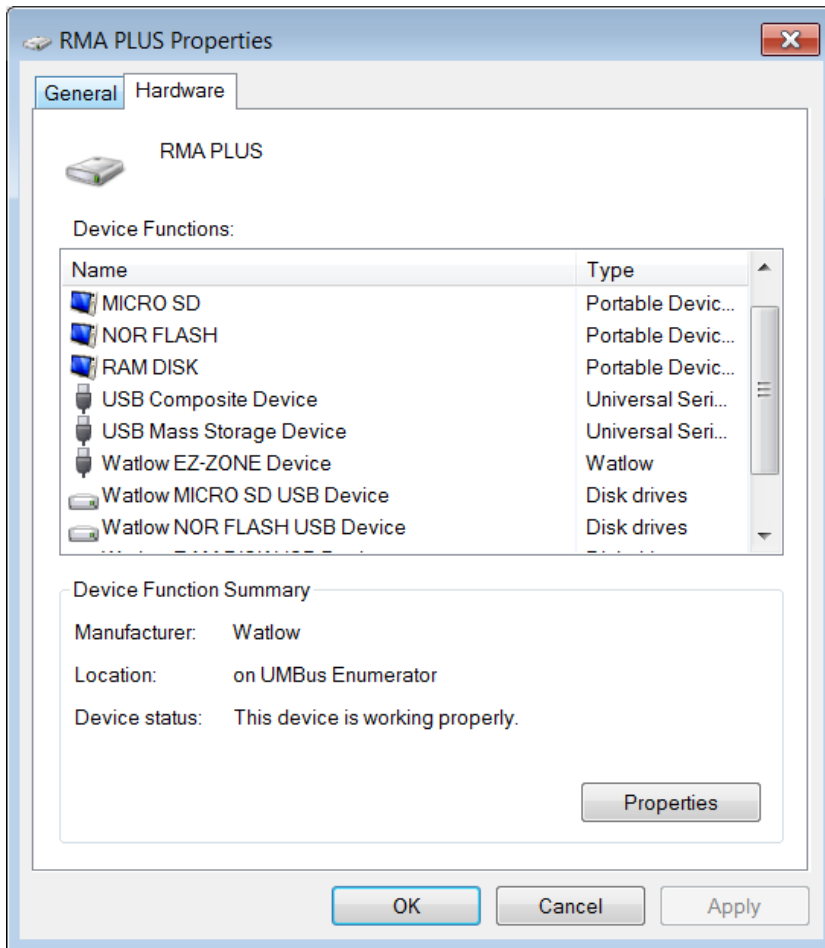 RMA PLUS Properties
General Hardware
RMA PLUS
Device Functions:
Name Type
MICRO SD Portable Devic...
NOR FLASH Portable Devic...
RAM DISK Portable Devic...
USB Composite Device Universal Seri...
USB Mass Storage Device Universal Seri...
Watlow EZ-ZONE Device Watlow
Watlow MICRO SD USB Device Disk drives
Watlow NOR FLASH USB Device Disk drives
Device Function Summary
Manufacturer: Watlow
Location: on UMBus Enumerator
Device status: This device is working properly.
Properties
OK Cancel Apply